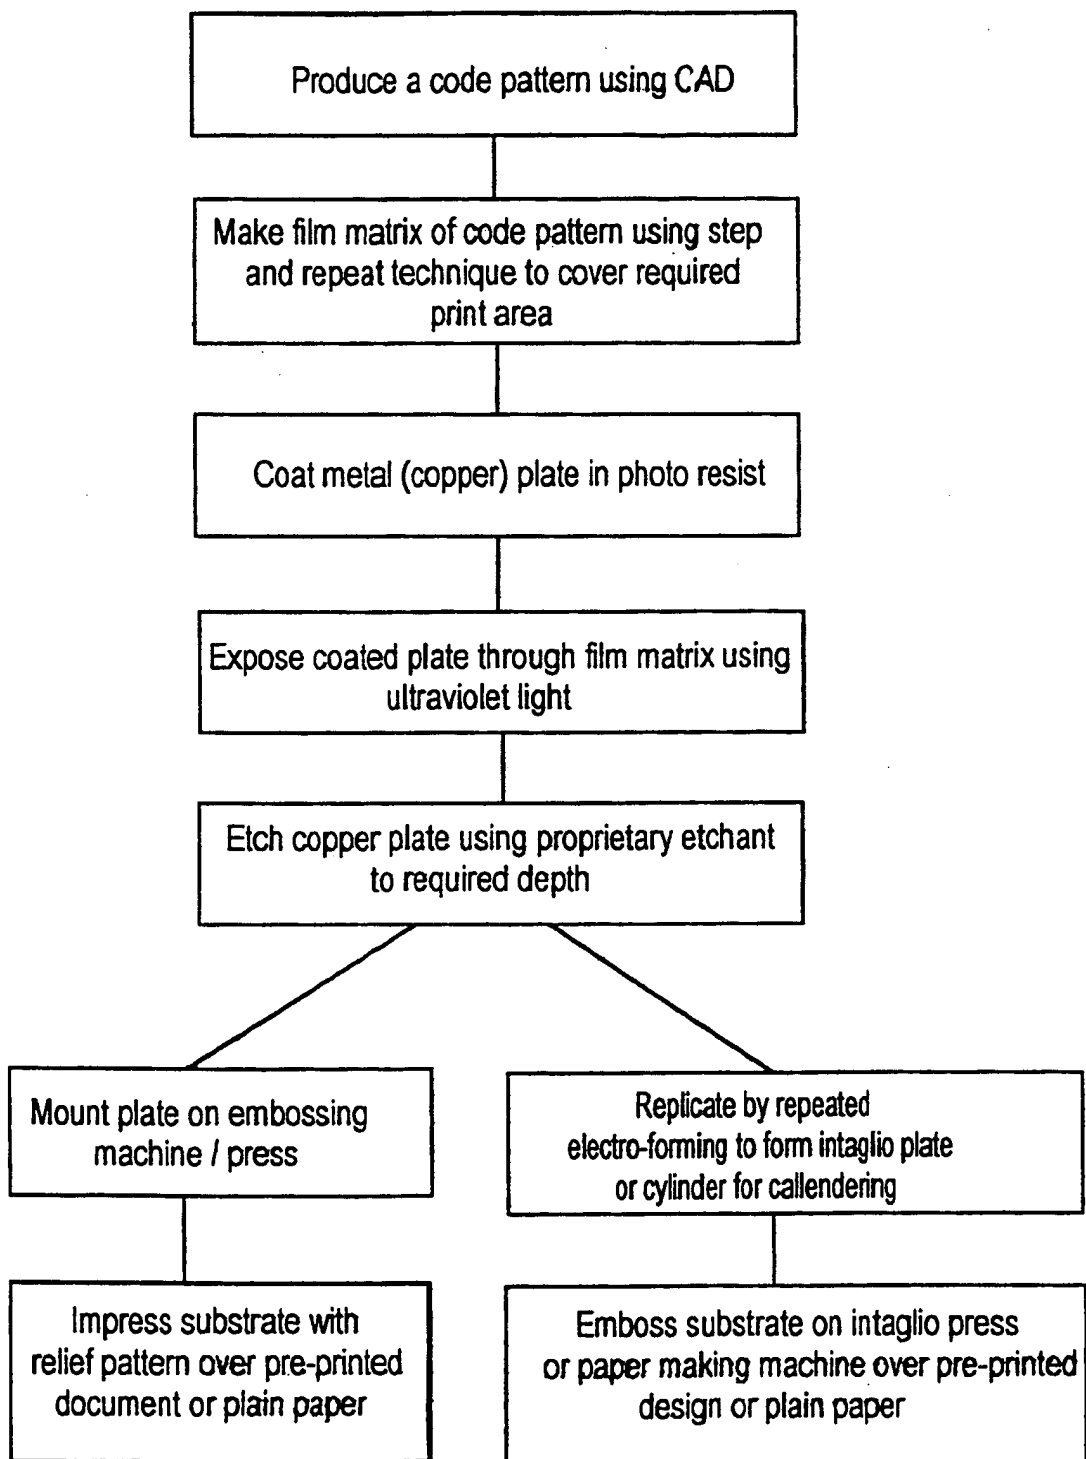 Produce a code pattern using CAD
Make film matrix of code pattern using step
and repeat technique to cover required
print area
Coat metal (copper) plate in photo resist
Expose coated plate through film matrix using
ultraviolet light
Etch copper plate using proprietary etchant
to required depth
Mount plate on embossing
machine / press
Replicate by repeated
electro-forming to form intaglio plate
or cylinder for callendering
Impress substrate with
relief pattern over pre-printed
document or plain paper
Emboss substrate on intaglio press
or paper making machine over pre-printed
design or plain paper